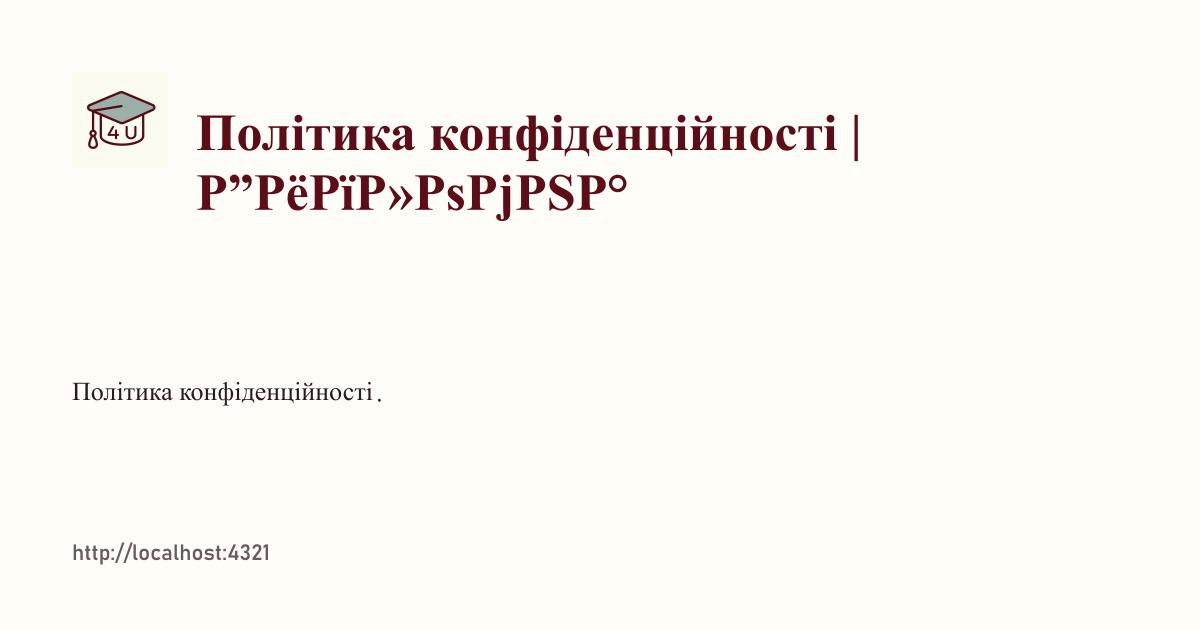 4 U
Політика конфіденційності |
Р”РёРїР»РѕРјРЅР°
Політика конфіденційності.
http://localhost:4321